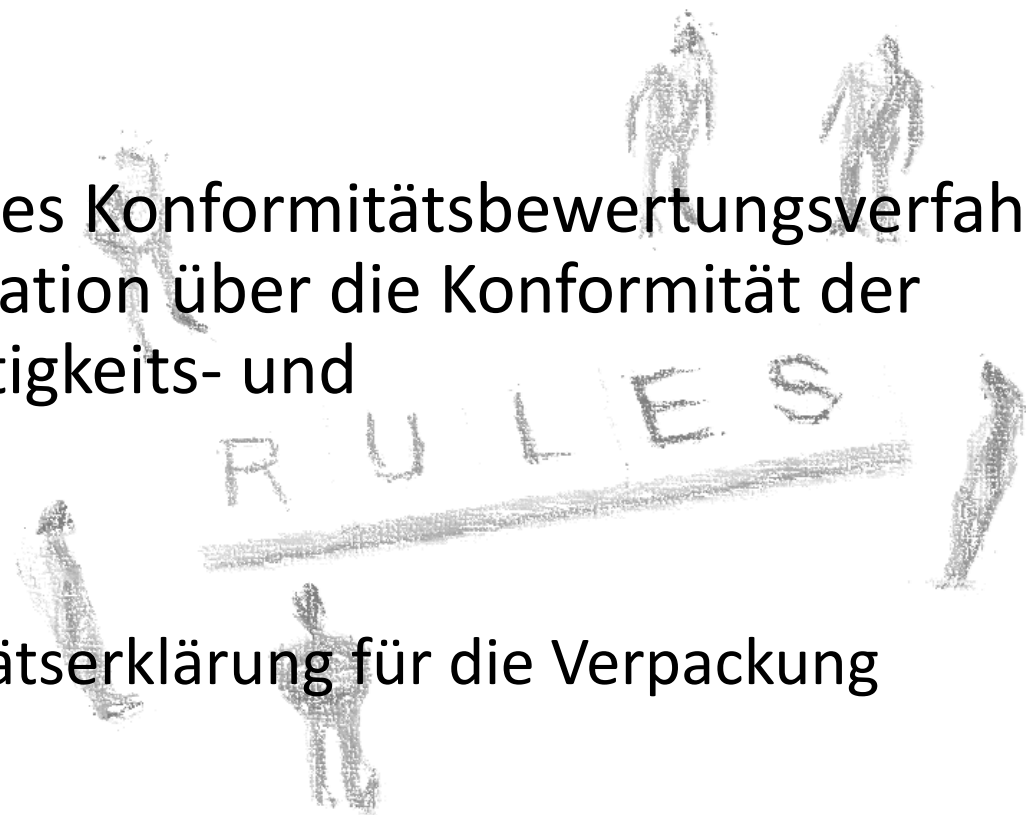 es Konformitätsbewertungsverfah
ation über die Konformität der
tigkeits- und
RULES
ätserklärung für die Verpackung